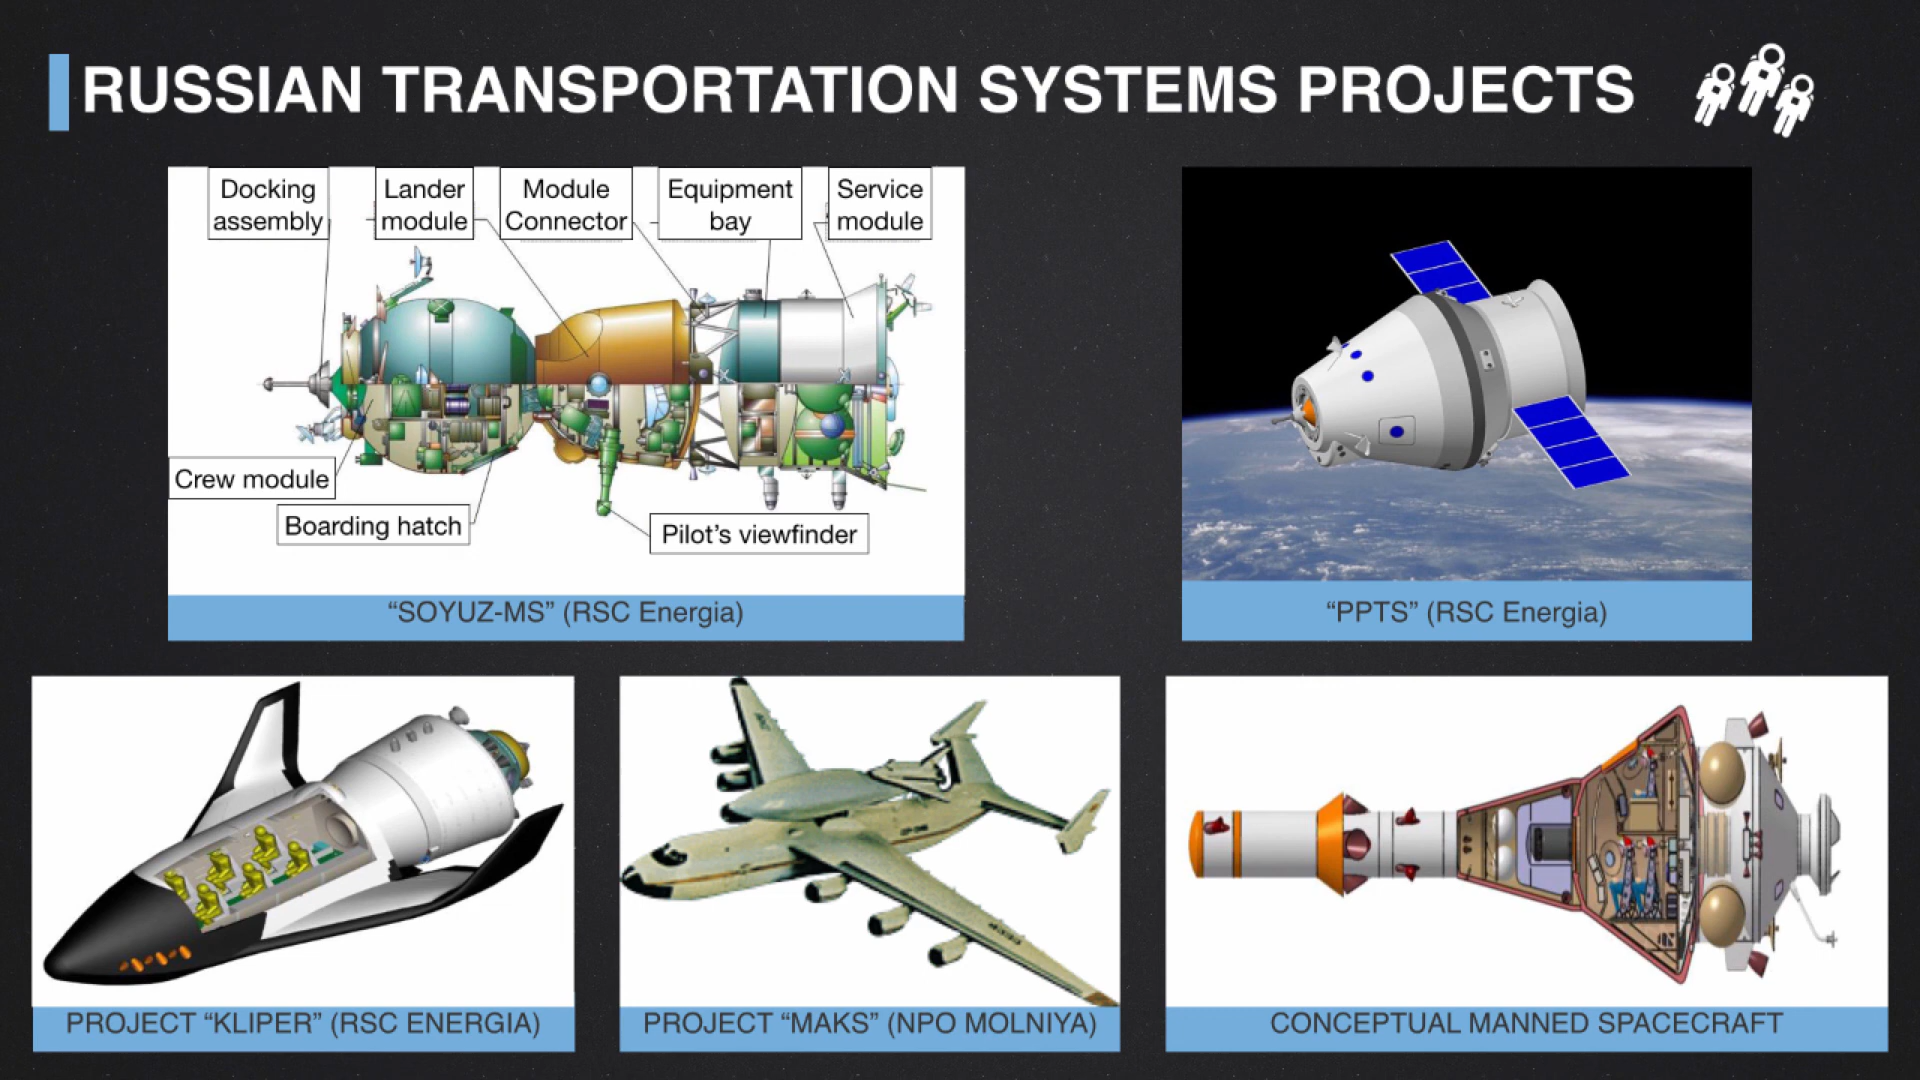 RUSSIAN TRANSPORTATION SYSTEMS PROJECTS
Docking
assembly
Lander
module
Module
Connector
Equipment
bay
Service
module
Crew module
Boarding hatch
Pilot’s viewfinder
“SOYUZ-MS” (RSC Energia)
“PPTS” (RSC Energia)
PROJECT “KLIPER” (RSC ENERGIA)
PROJECT “MAKS” (NPO MOLNIYA)
CONCEPTUAL MANNED SPACECRAFT